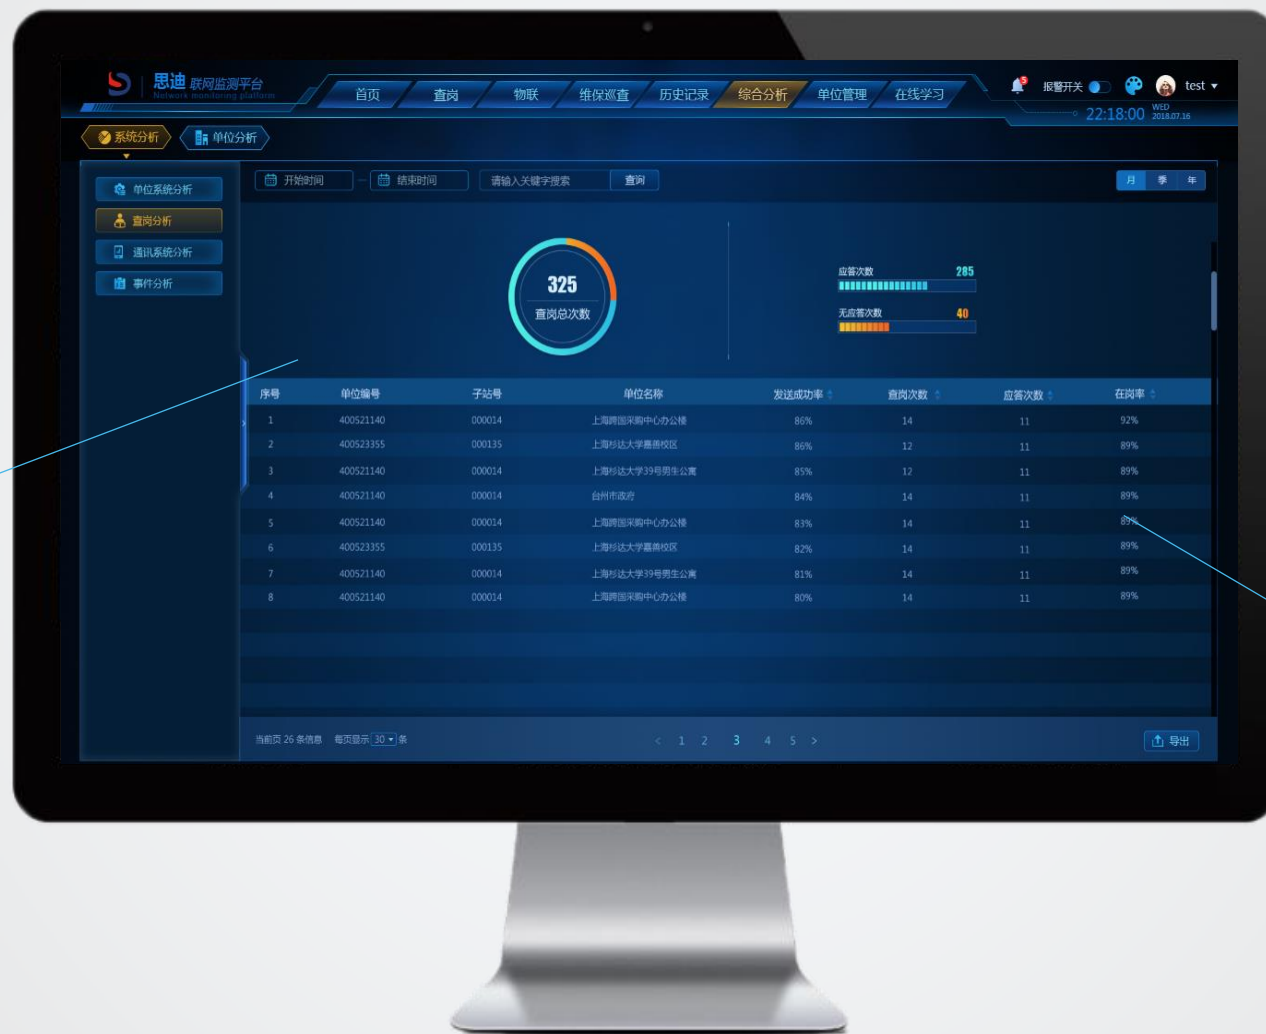 思迪 联网监测平台
Network monitoring platform
首页 查岗 物联 维保巡查 历史记录 综合分析 单位管理 在线学习
5 报警开关 test
22:18:00 WED
2018.07.16
系统分析 单位分析
单位系统分析
查岗分析
通讯系统分析
事件分析
开始时间 — 结束时间 请输入关键字搜索 查询 月 季 年
325
查岗总次数
应答次数 285
无应答次数 40
序号 单位编号 子站号 单位名称 发送成功率 查岗次数 应答次数 在岗率
1 400521140 000014 上海跨国采购中心办公楼 86% 14 11 92%
2 400523355 000135 上海杉达大学嘉善校区 86% 12 11 89%
3 400521140 000014 上海杉达大学39号男生公寓 85% 12 11 89%
4 400521140 000014 台州市政府 84% 14 11 89%
5 400521140 000014 上海跨国采购中心办公楼 83% 14 11 89%
6 400523355 000135 上海杉达大学嘉善校区 82% 14 11 89%
7 400521140 000014 上海杉达大学39号男生公寓 81% 14 11 89%
8 400521140 000014 上海跨国采购中心办公楼 80% 14 11 89%
当前页 26 条信息 每页显示 30 条 < 1 2 3 4 5 > 导出